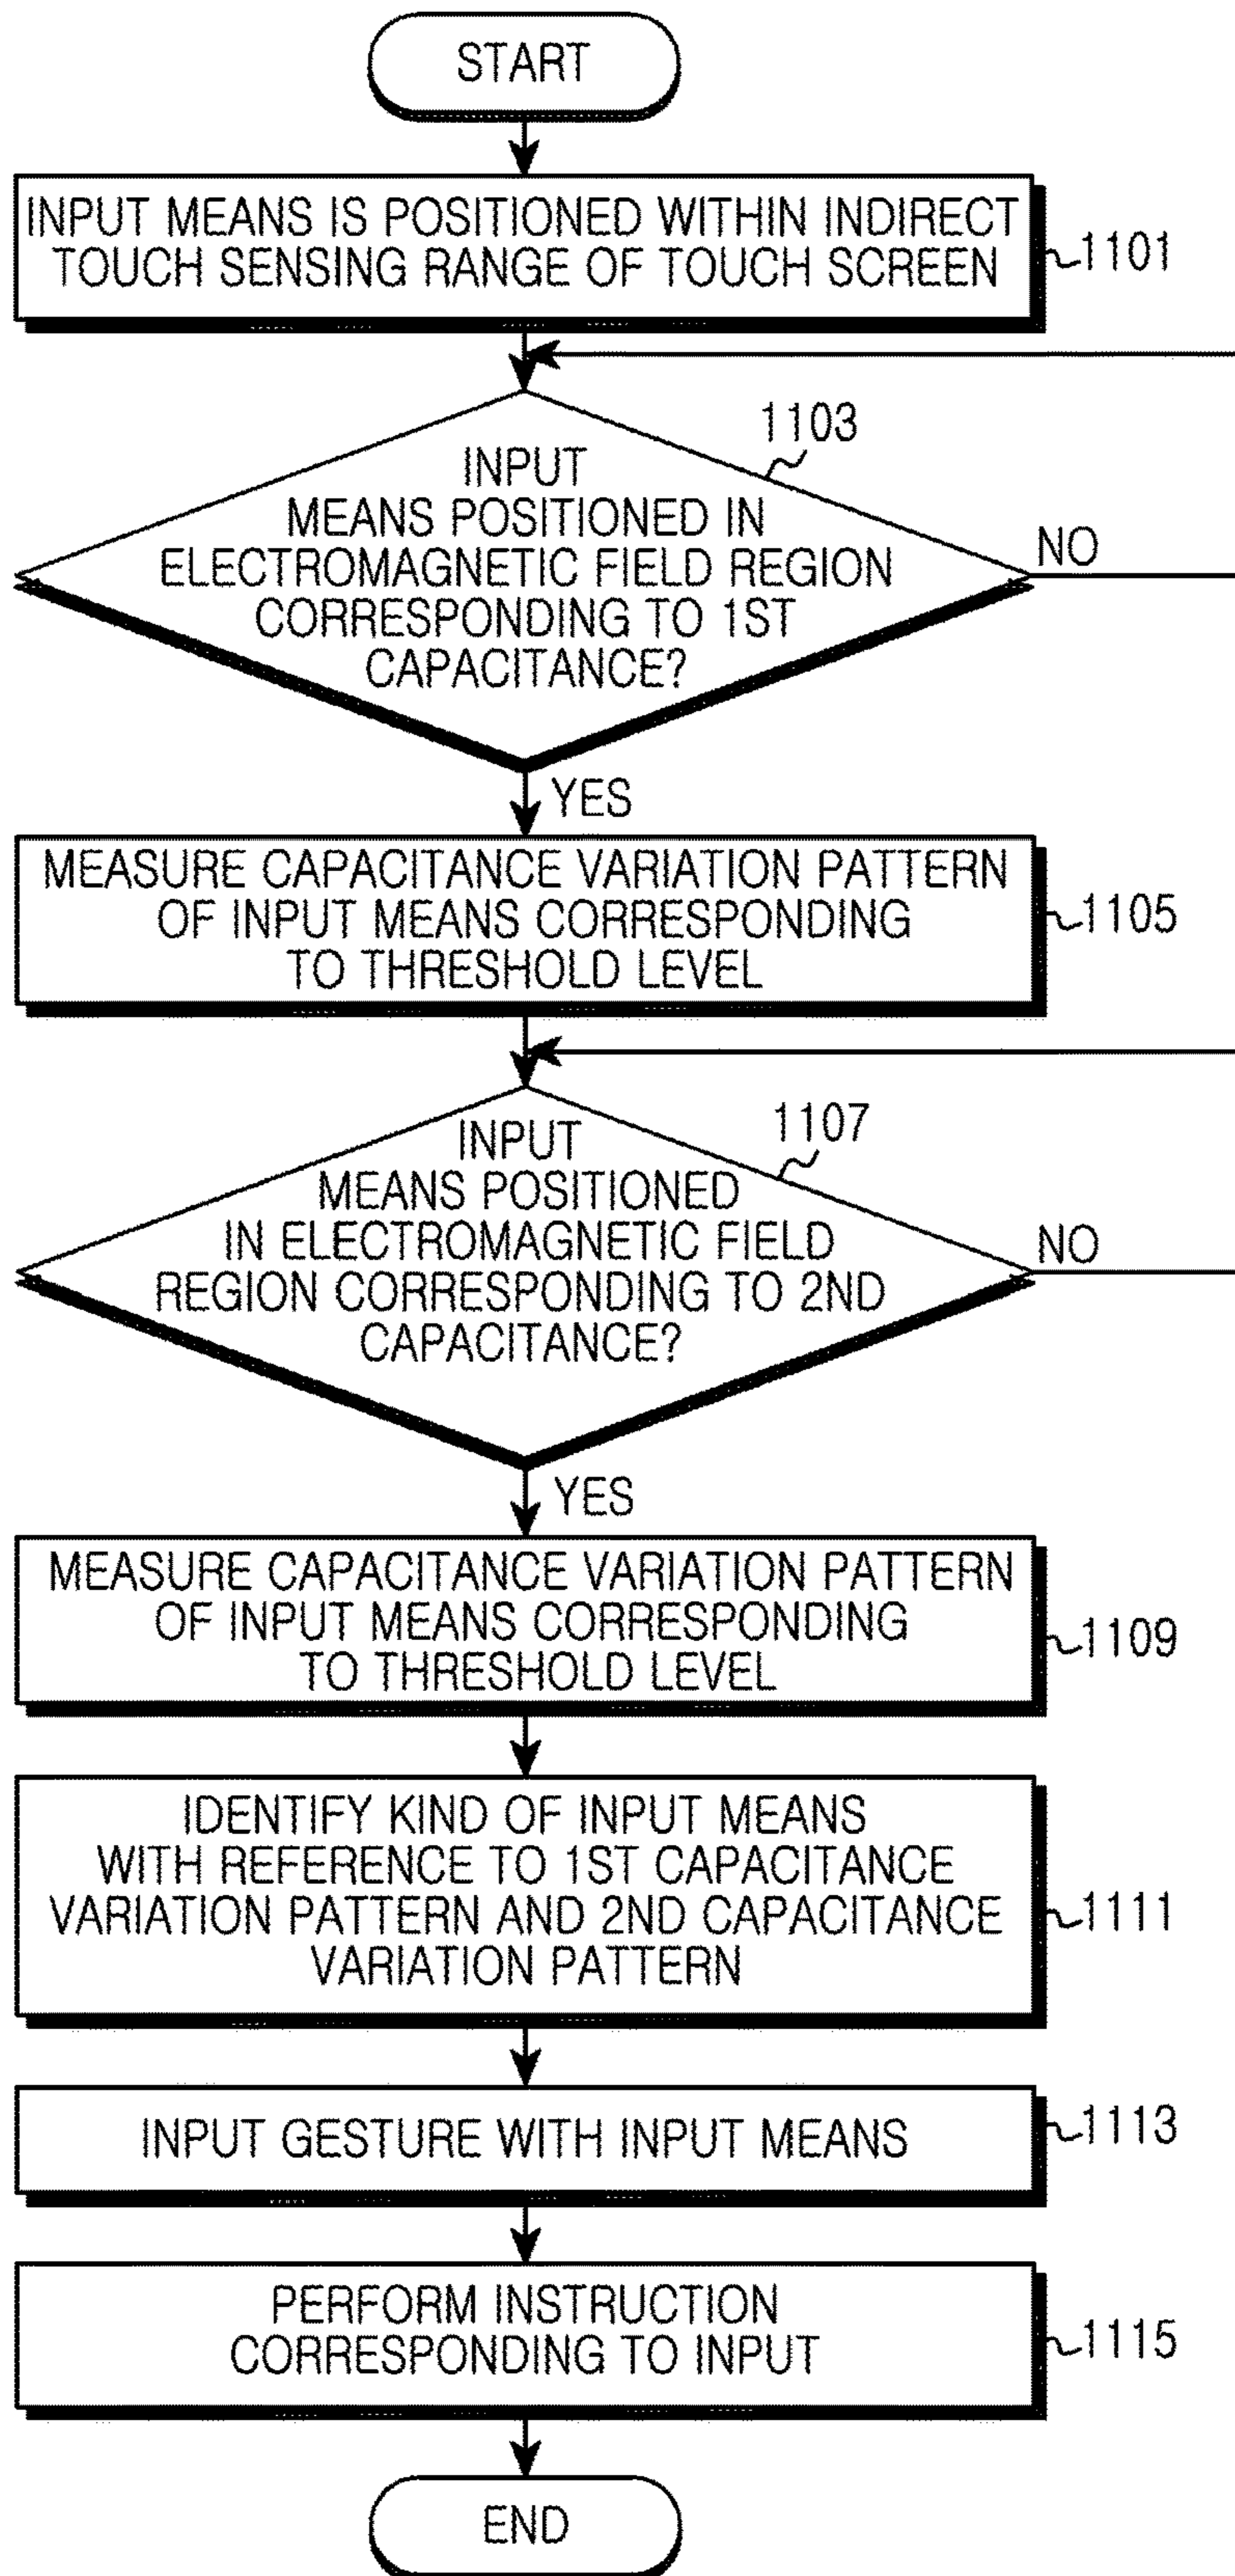 START
INPUT MEANS IS POSITIONED WITHIN INDIRECT
TOUCH SENSING RANGE OF TOUCH SCREEN
1101
1103
INPUT
MEANS POSITIONED IN
ELECTROMAGNETIC FIELD REGION
CORRESPONDING TO 1ST
CAPACITANCE?
NO
YES
MEASURE CAPACITANCE VARIATION PATTERN
OF INPUT MEANS CORRESPONDING
TO THRESHOLD LEVEL
1105
1107
INPUT
MEANS POSITIONED
IN ELECTROMAGNETIC FIELD
REGION CORRESPONDING TO 2ND
CAPACITANCE?
NO
YES
MEASURE CAPACITANCE VARIATION PATTERN
OF INPUT MEANS CORRESPONDING
TO THRESHOLD LEVEL
1109
IDENTIFY KIND OF INPUT MEANS
WITH REFERENCE TO 1ST CAPACITANCE
VARIATION PATTERN AND 2ND CAPACITANCE
VARIATION PATTERN
1111
INPUT GESTURE WITH INPUT MEANS
1113
PERFORM INSTRUCTION
CORRESPONDING TO INPUT
1115
END